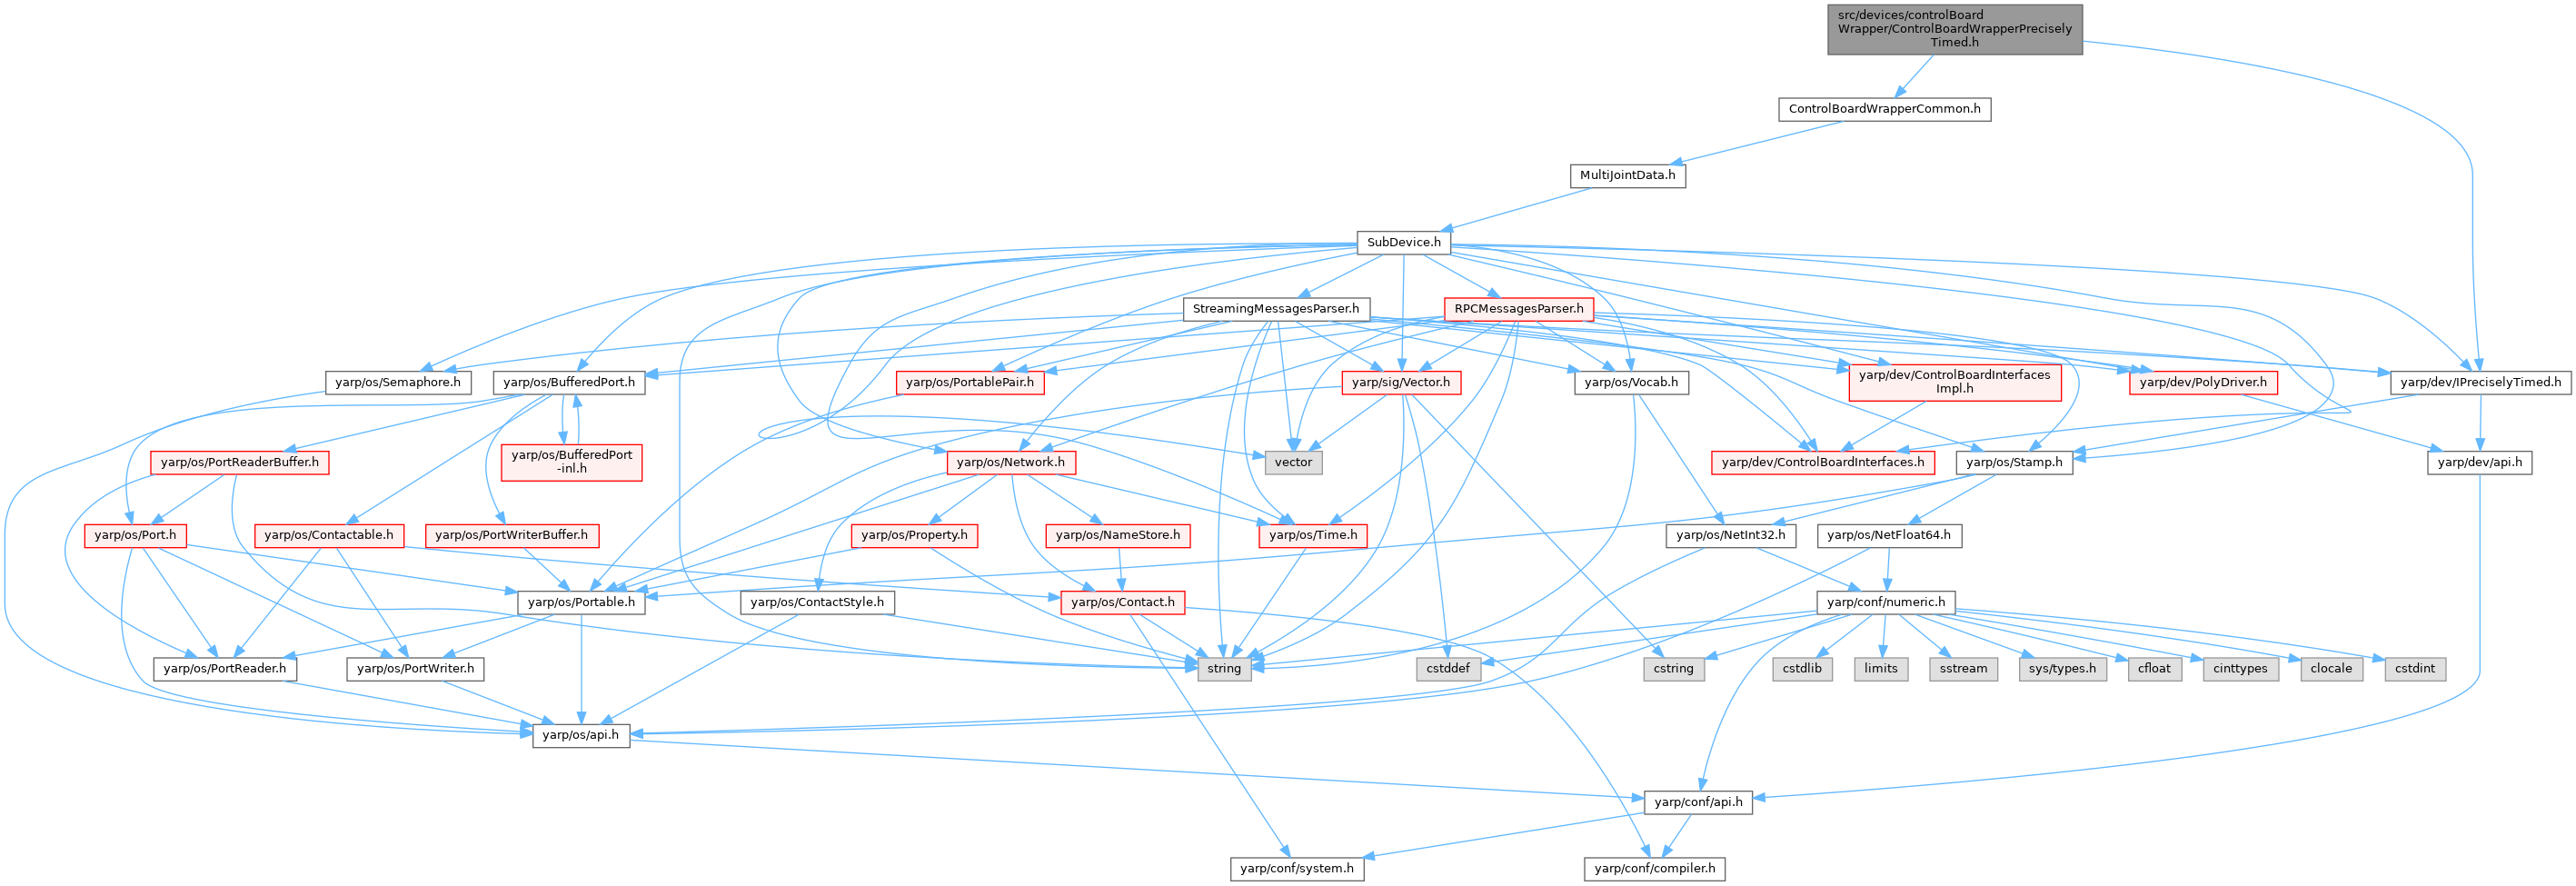 src/devices/controlBoard
Wrapper/ControlBoardWrapperPrecisely
Timed.h
ControlBoardWrapperCommon.h
MultiJointData.h
SubDevice.h
StreamingMessagesParser.h
RPCMessagesParser.h
yarp/os/Semaphore.h
yarp/os/BufferedPort.h
yarp/os/PortablePair.h
yarp/sig/Vector.h
yarp/os/Vocab.h
yarp/dev/ControlBoardInterfaces
Impl.h
yarp/dev/PolyDriver.h
yarp/dev/IPreciselyTimed.h
yarp/os/PortReaderBuffer.h
yarp/os/BufferedPort
-inl.h
yarp/os/Network.h
vector
yarp/dev/ControlBoardInterfaces.h
yarp/os/Stamp.h
yarp/dev/api.h
yarp/os/Port.h
yarp/os/Contactable.h
yarp/os/PortWriterBuffer.h
yarp/os/Property.h
yarp/os/NameStore.h
yarp/os/Time.h
yarp/os/NetInt32.h
yarp/os/NetFloat64.h
yarp/os/Portable.h
yarp/os/ContactStyle.h
yarp/os/Contact.h
yarp/conf/numeric.h
yarp/os/PortReader.h
yarp/os/PortWriter.h
string
cstddef
cstring
cstdlib
limits
sstream
sys/types.h
cfloat
cinttypes
clocale
cstdint
yarp/os/api.h
yarp/conf/api.h
yarp/conf/system.h
yarp/conf/compiler.h